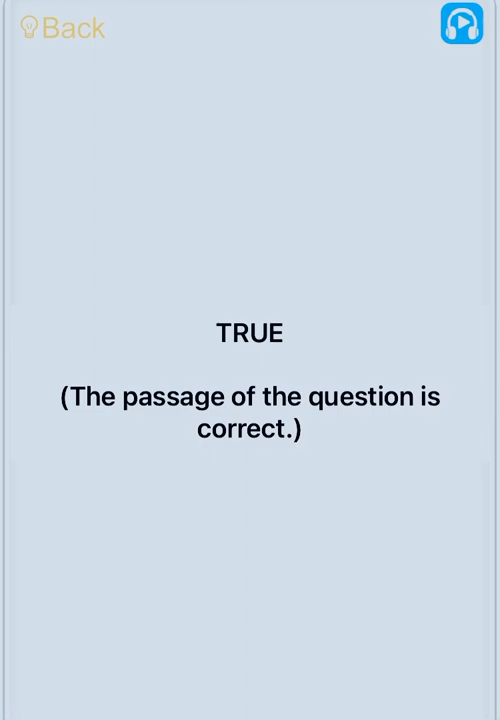 Back
TRUE
(The passage of the question is
correct.)